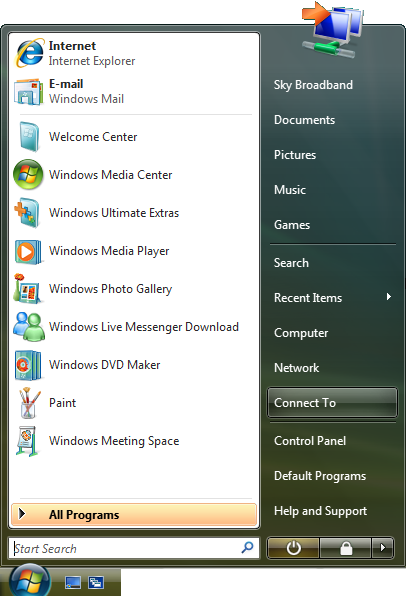 Internet
Internet Explorer
E-mail
Windows Mail
Welcome Center
Windows Media Center
Windows Ultimate Extras
Windows Media Player
Windows Photo Gallery
Windows Live Messenger Download
Windows DVD Maker
Paint
Windows Meeting Space
All Programs
Start Search
Sky Broadband
Documents
Pictures
Music
Games
Search
Recent Items
Computer
Network
Connect To
Control Panel
Default Programs
Help and Support